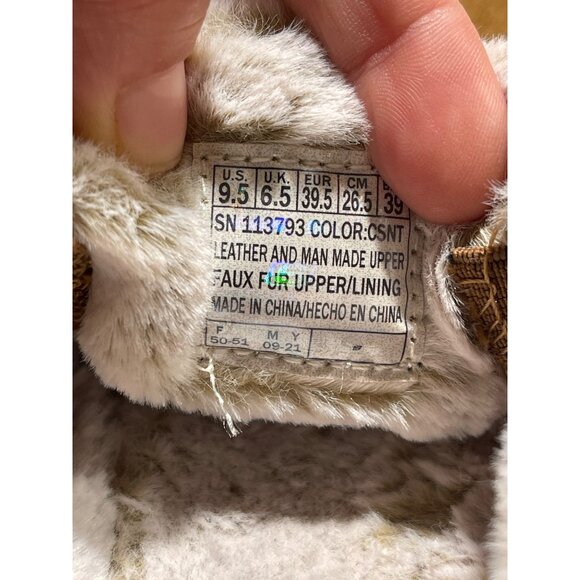 U.S. U.K. EUR CM
9.5 6.5 39.5 26.5 39
SN 113793 COLOR:CSNT
LEATHER AND MAN MADE UPPER
FAUX FUR UPPER/LINING
MADE IN CHINA/HECHO EN CHINA
F M Y
50-51 09-21